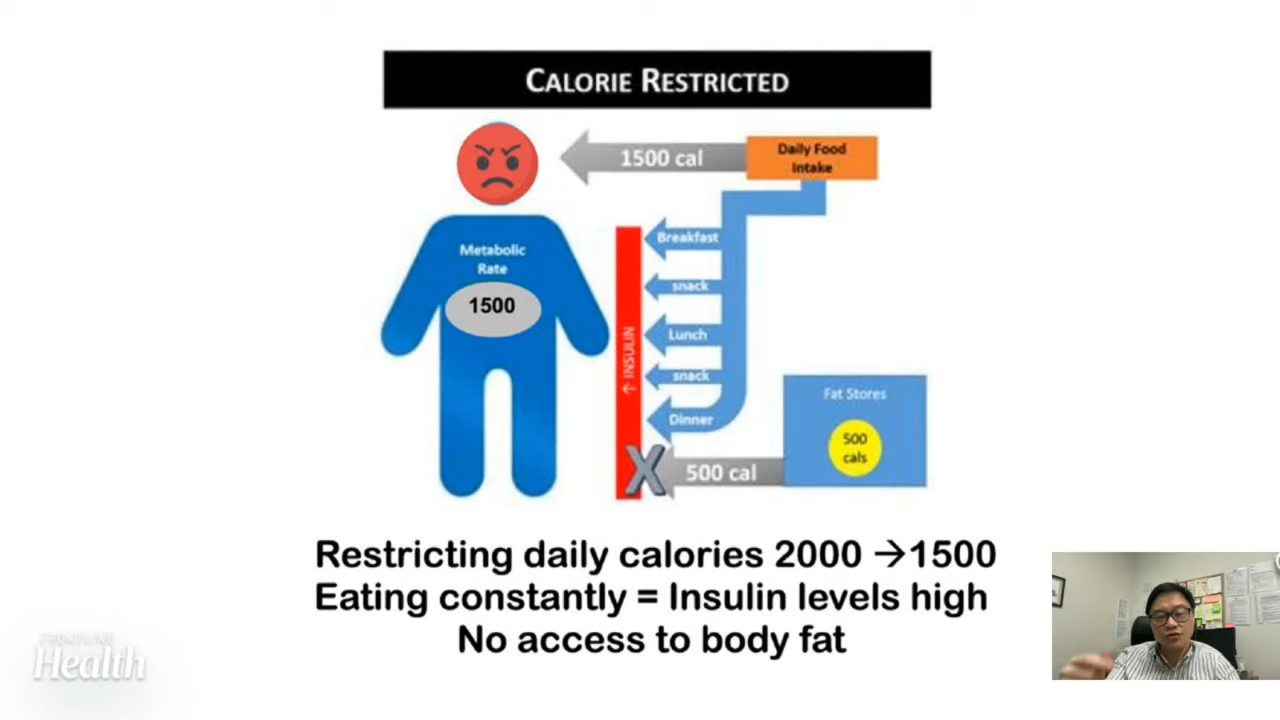 CALORIE RESTRICTED
1500 cal
Daily Food
Intake
Metabolic
Rate
1500
↑ INSULIN
Breakfast
snack
Lunch
snack
Dinner
Fat Stores
500
cals
X
500 cal
Restricting daily calories 2000 →1500
Eating constantly = Insulin levels high
No access to body fat
Health